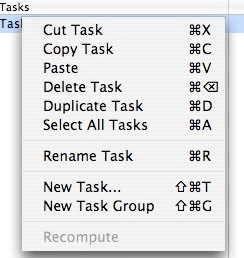 Tasks
Task
Cut Task ⌘X
Copy Task ⌘C
Paste ⌘V
Delete Task ⌘⌫
Duplicate Task ⌘D
Select All Tasks ⌘A
Rename Task ⌘R
New Task... ⇧⌘T
New Task Group ⇧⌘G
Recompute